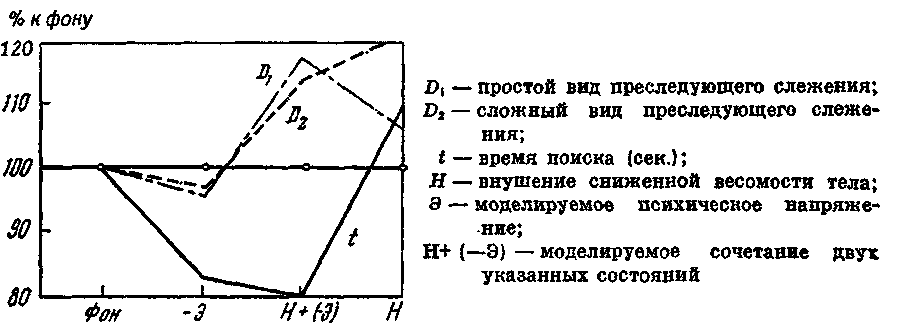 % к фону
120
110
100
90
80
D₁
D₂
t
Фон
-Э
Н+(-Э)
Н
D₁ — простой вид преследующего слежения;
D₂ — сложный вид преследующего слеже-
ния;
t — время поиска (сек.);
Н — внушение сниженной весомости тела;
Э — моделируемое психическое напряже-
ние;
Н+ (—Э) — моделируемое сочетание двух
указанных состояний